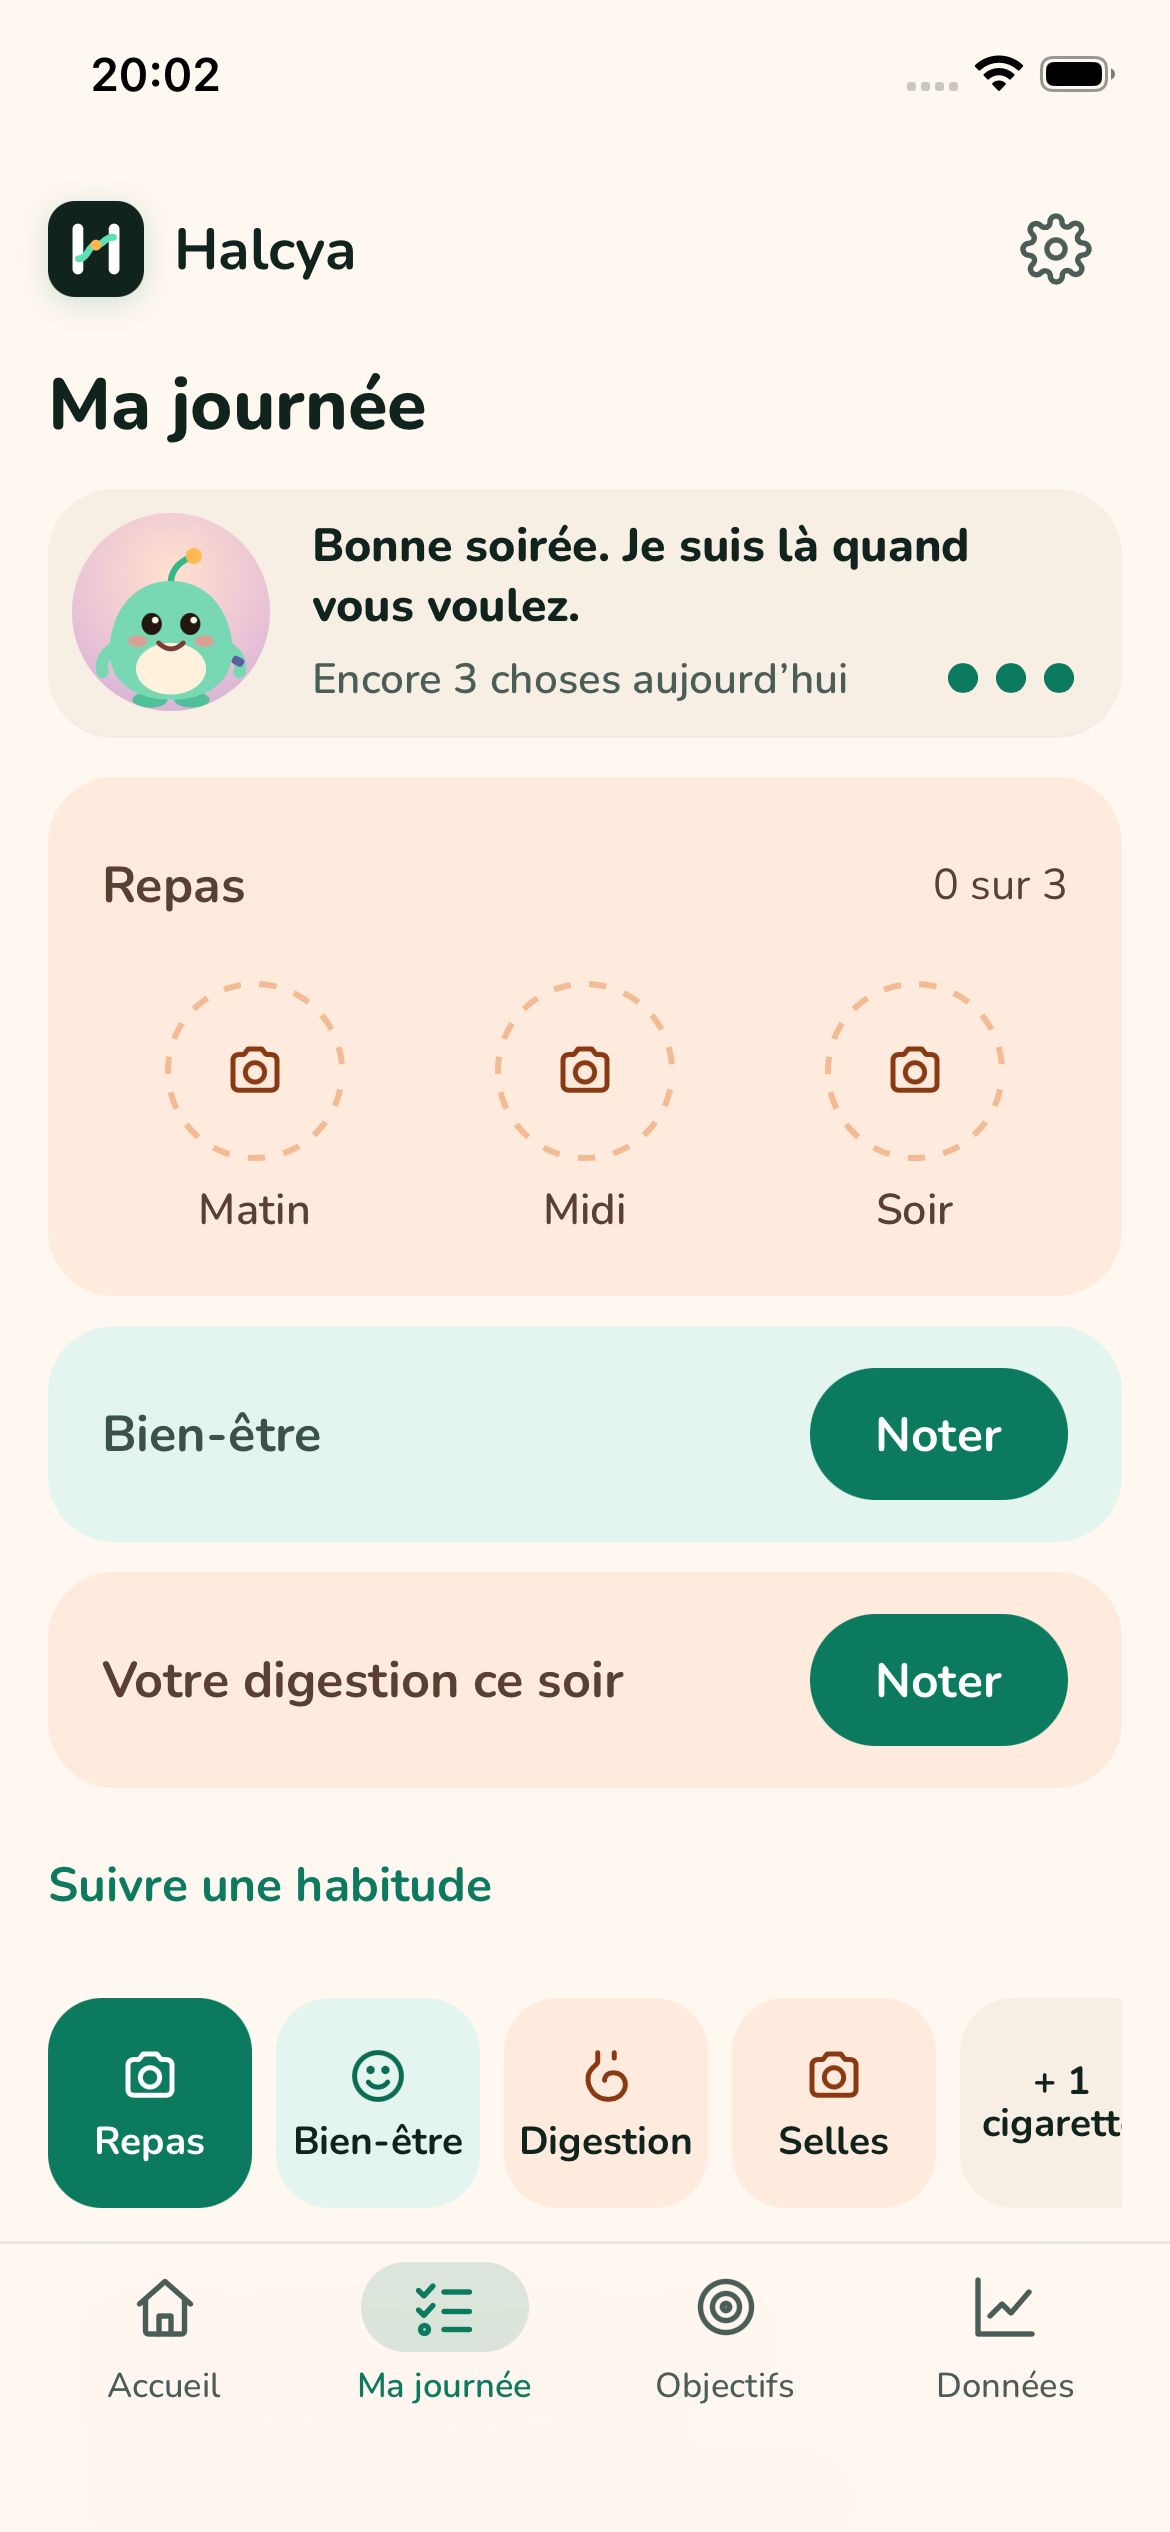 20:02
Halcya
Ma journée
Bonne soirée. Je suis là quand
vous voulez.
Encore 3 choses aujourd’hui
Repas
0 sur 3
Matin
Midi
Soir
Bien-être
Noter
Votre digestion ce soir
Noter
Suivre une habitude
Repas
Bien-être
Digestion
Selles
+ 1
cigarett
Accueil
Ma journée
Objectifs
Données